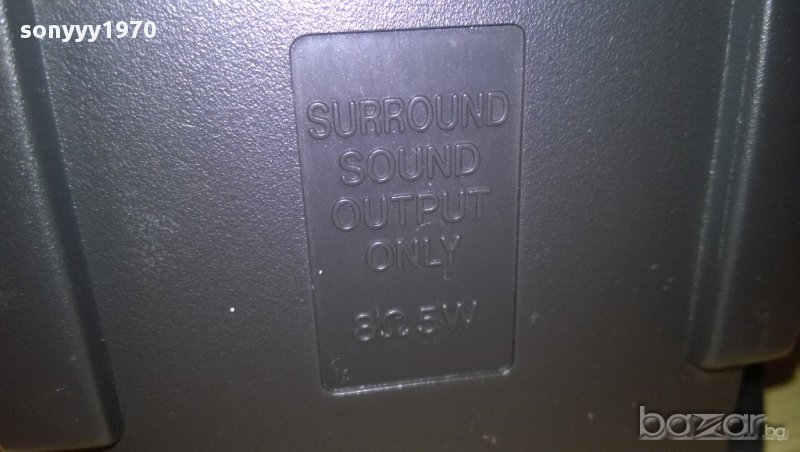 sonyyy1970
SURROUND
SOUND
OUTPUT
ONLY
8Ω 5W
bazar.bg